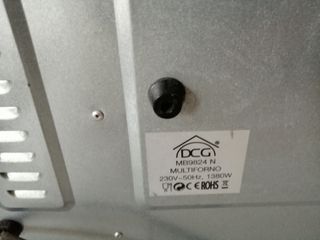 DCG
MB9824 N
MULTIFORNO
230V~50Hz, 1380W
CE ROHS